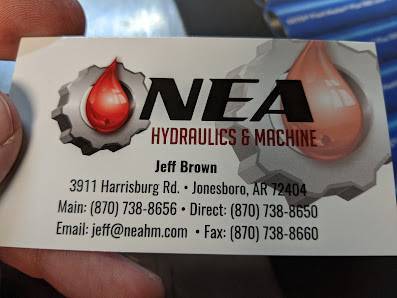 NEA
HYDRAULICS & MACHINE
Jeff Brown
3911 Harrisburg Rd. • Jonesboro, AR 72404
Main: (870) 738-8656 • Direct: (870) 738-8650
Email: jeff@neahm.com • Fax: (870) 738-8660